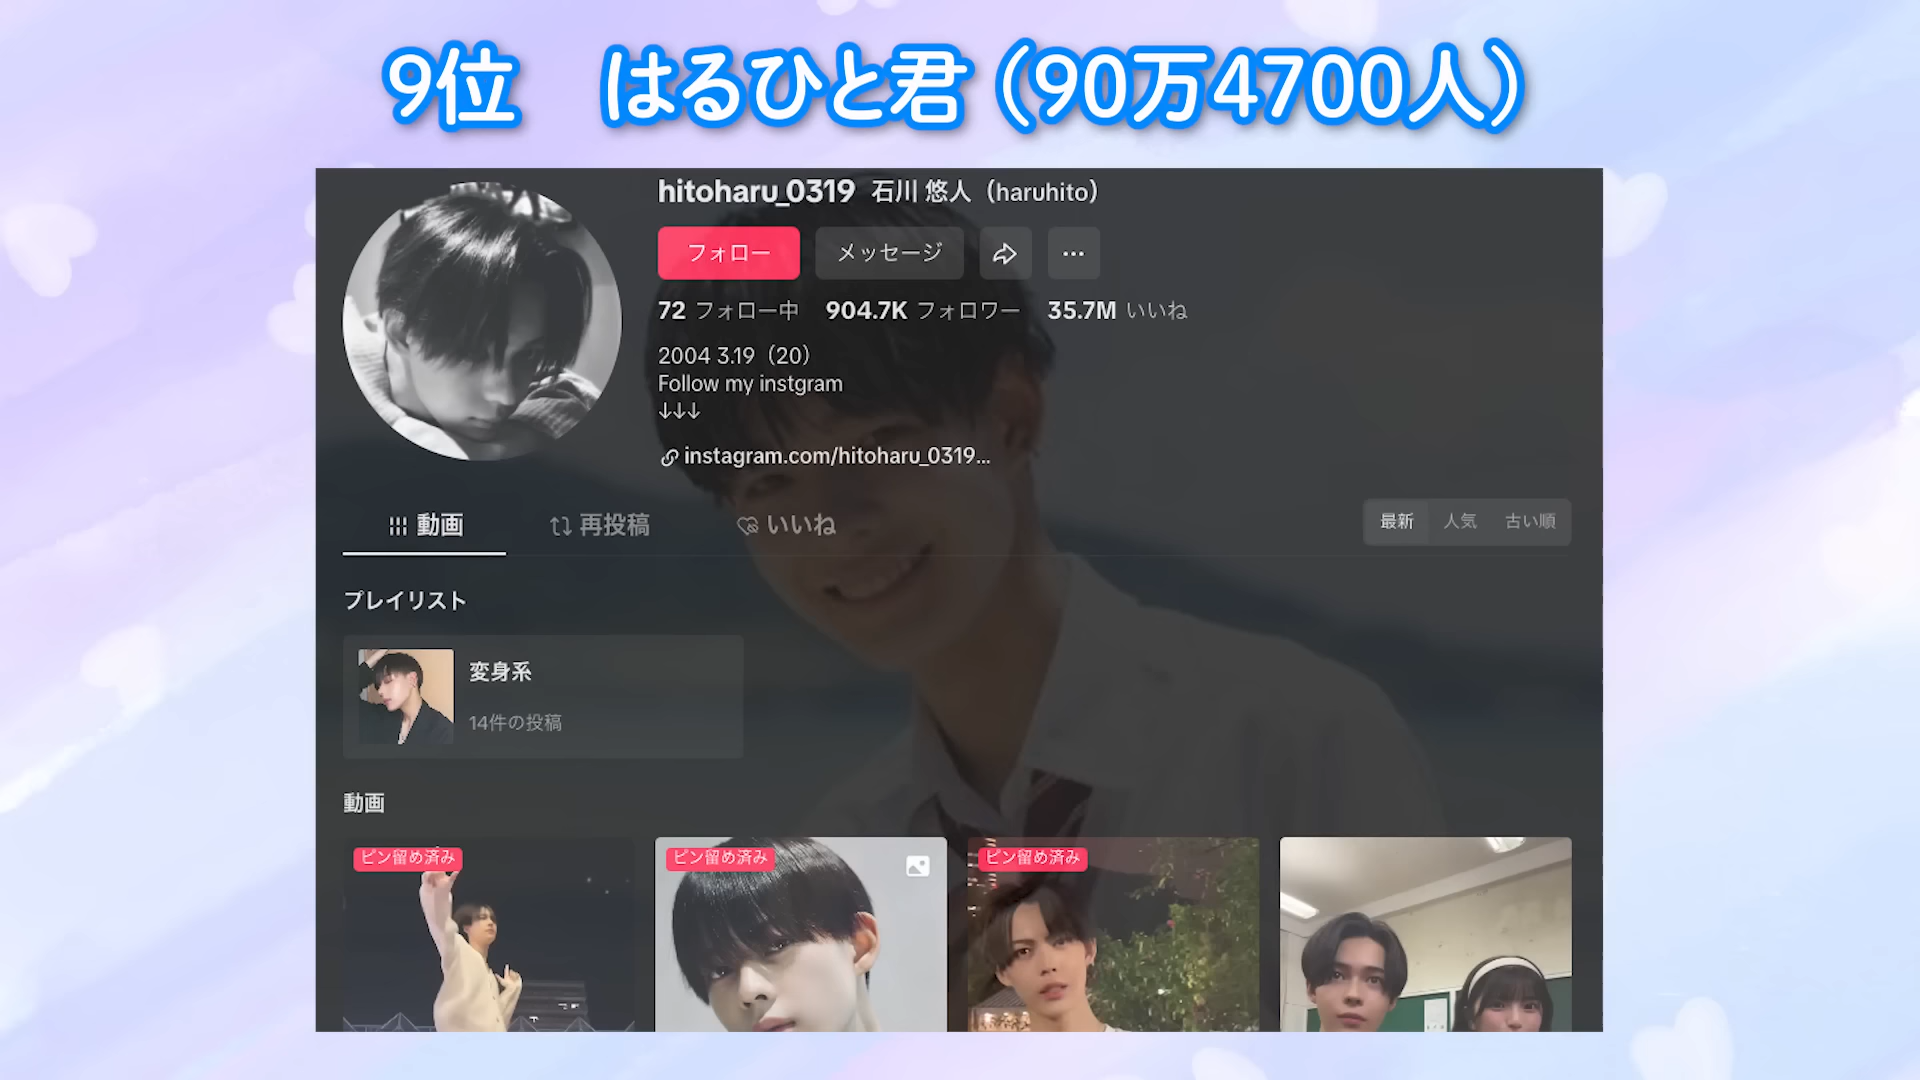 9位　はるひと君（90万4700人）
hitoharu_0319 石川 悠人（haruhito）
フォロー メッセージ ...
72 フォロー中 904.7K フォロワー 35.7M いいね
2004 3.19（20）
Follow my instgram
↓↓↓
instagram.com/hitoharu_0319...
動画 再投稿 いいね 最新 人気 古い順
プレイリスト
変身系
14件の投稿
動画
ピン留め済み ピン留め済み ピン留め済み